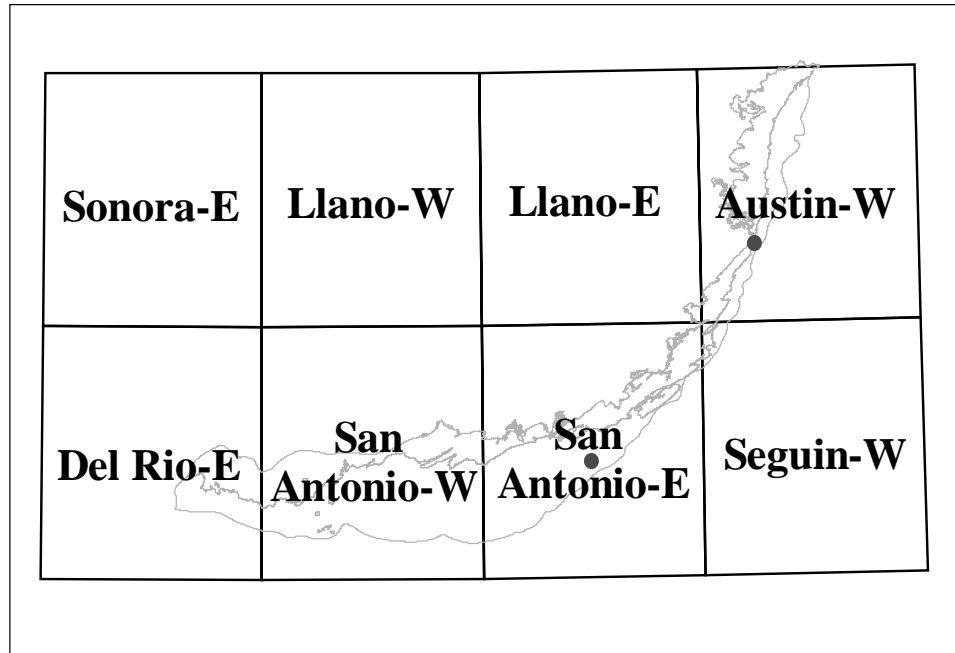 Sonora-E
Llano-W
Llano-E
Austin-W
Del Rio-E
San
Antonio-W
San
Antonio-E
Seguin-W